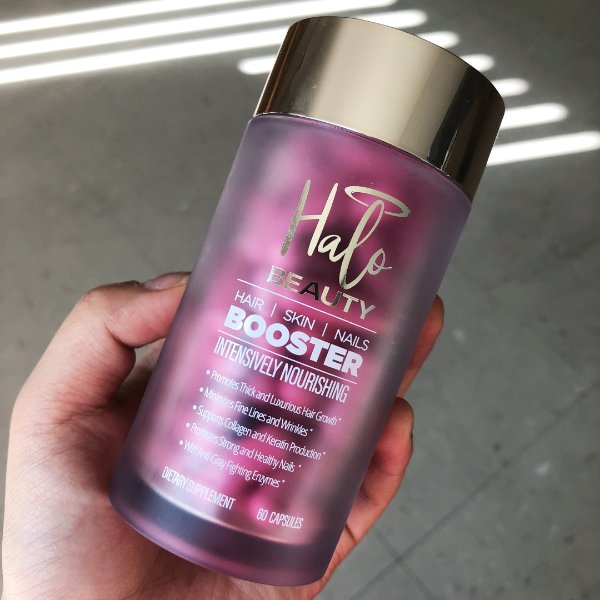 Halo
BEAUTY
HAIR | SKIN | NAILS
BOOSTER
INTENSIVELY NOURISHING
• Promotes Thick and Luxurious Hair Growth*
• Minimizes Fine Lines and Wrinkles*
• Supports Collagen and Keratin Production*
• Promotes Strong and Healthy Nails*
• With Anti-Gray Fighting Enzymes*
DIETARY SUPPLEMENT 60 CAPSULES